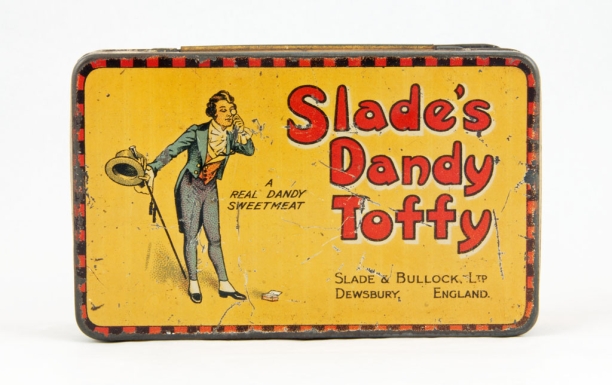 Slade's
Dandy
Toffy
A
REAL DANDY
SWEETMEAT
SLADE & BULLOCK, LTD
DEWSBURY, ENGLAND.